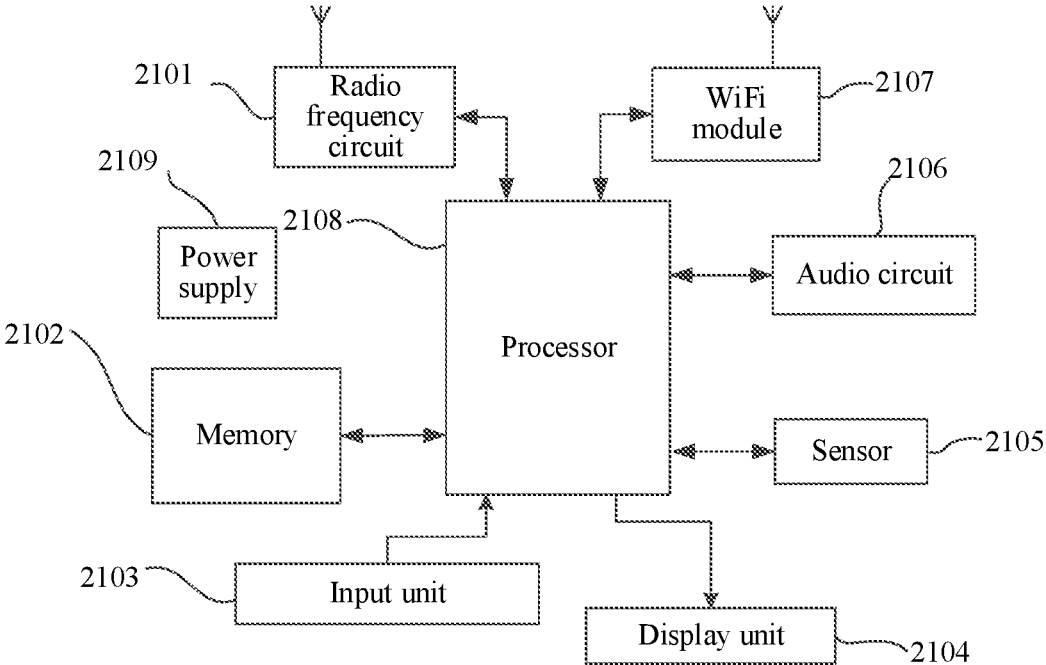 2101
Radio
frequency
circuit
WiFi
module
2107
2109
Power
supply
2108
2106
Audio circuit
2102
Processor
Memory
Sensor
2105
2103
Input unit
Display unit
2104